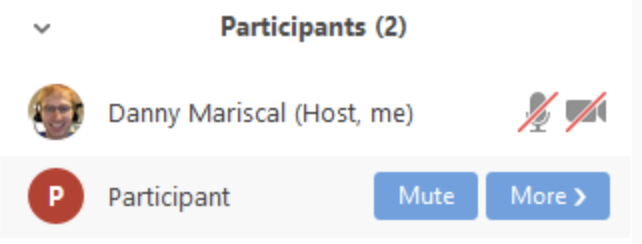 Participants (2)
Danny Mariscal (Host, me)
P Participant Mute More ❯